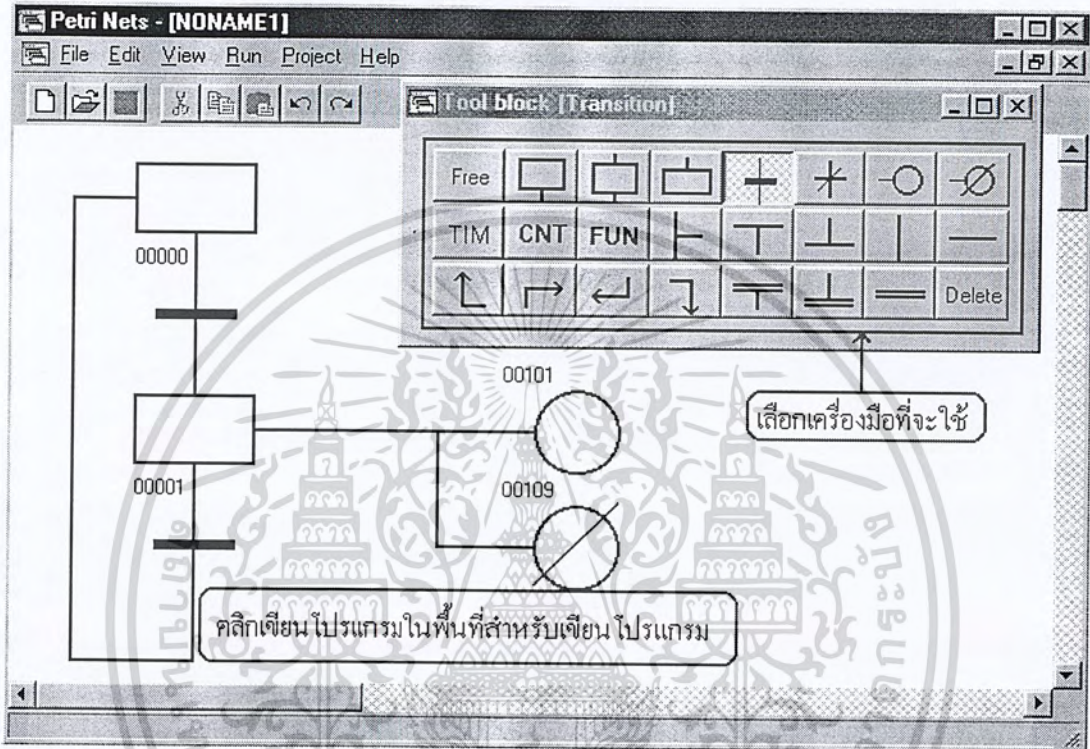 Petri Nets - [NONAME1]
File Edit View Run Project Help
Tool block [Transition]
Free
TIM CNT FUN
Delete
00000
00101
เลือกเครื่องมือที่จะใช้
00001
00109
คลิกเขียนโปรแกรมในพื้นที่สำหรับเขียนโปรแกรม